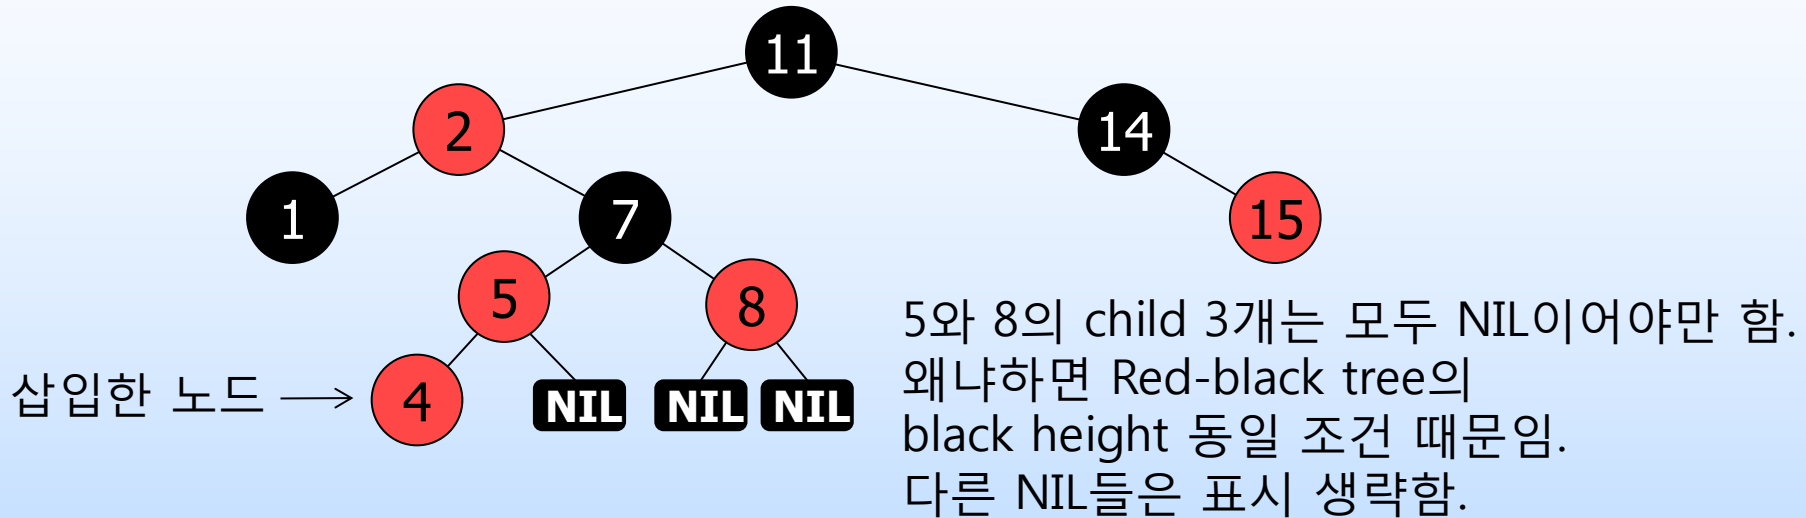 11
2
14
1
7
15
5
8
5와 8의 child 3개는 모두 NIL이어야만 함.
왜냐하면 Red-black tree의
삽입한 노드
4
NIL
NIL
NIL
black height 동일 조건 때문임.
다른 NIL들은 표시 생략함.